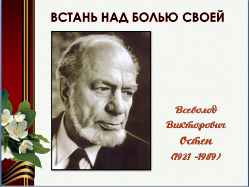 ВСТАНЬ НАД БОЛЬЮ СВОЕЙ
Всеволод
Викторович
Остен
(1921 -1989)